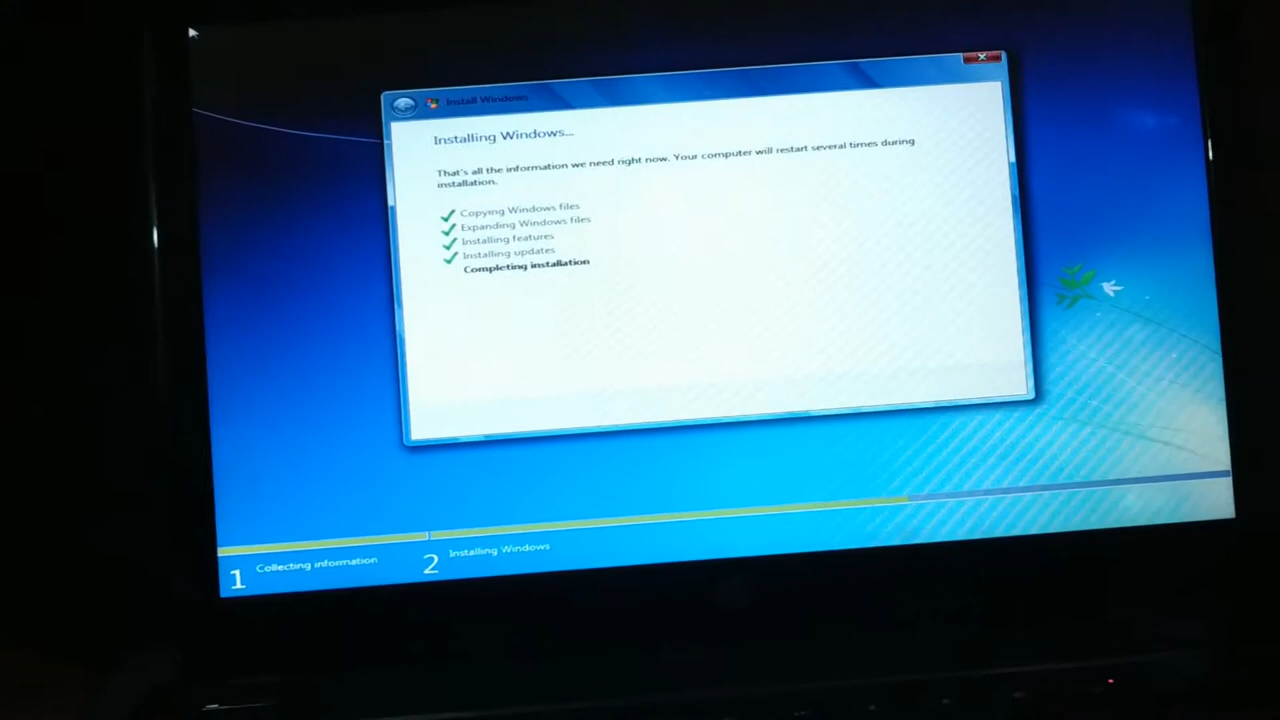 Install Windows
Installing Windows...
That's all the information we need right now. Your computer will restart several times during
installation.
Copying Windows files
Expanding Windows files
Installing features
Installing updates
Completing installation
1 Collecting information
2 Installing Windows